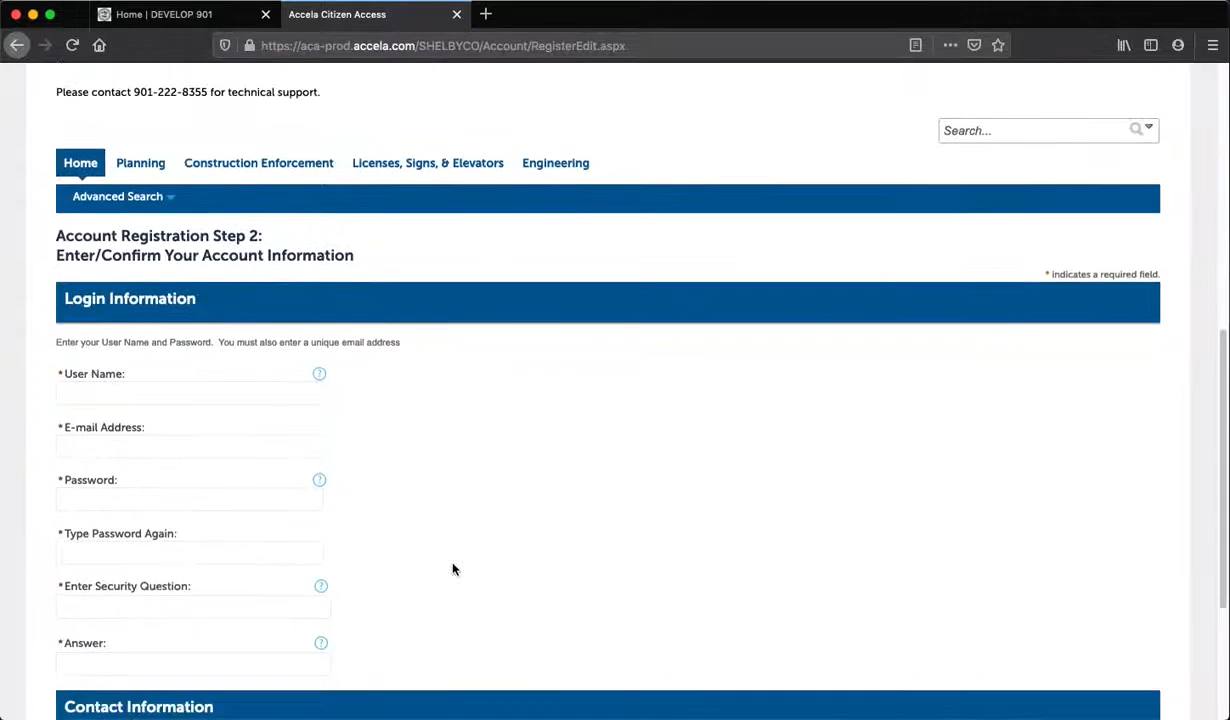 Home | DEVELOP 901
Accela Citizen Access
https://aca-prod.accela.com/SHELBYCO/Account/RegisterEdit.aspx
Please contact 901-222-8355 for technical support.
Search...
Home Planning Construction Enforcement Licenses, Signs, & Elevators Engineering
Advanced Search
Account Registration Step 2:
Enter/Confirm Your Account Information
* indicates a required field.
Login Information
Enter your User Name and Password. You must also enter a unique email address
* User Name: ?
* E-mail Address:
* Password: ?
* Type Password Again:
* Enter Security Question: ?
* Answer: ?
Contact Information